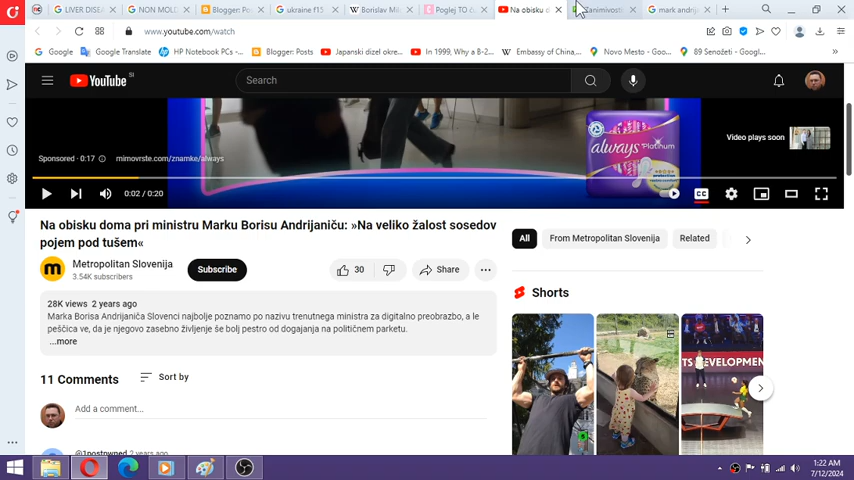 LIVER DISEA
NON MOLD
Blogger: Po
ukraine f15
Borislav Mil
Poglej TO č
Na obisku d
Zanimivosti
mark andrija
www.youtube.com/watch
Google
Google Translate
HP Notebook PCs -...
Blogger: Posts
Japanski dizel okre...
In 1999, Why a B-2...
Embassy of China,...
Novo Mesto - Googl...
89 Šenožeti - Googl...
YouTube SI
Search
always
Platinum
Sponsored · 0:17
mimovrste.com/znamke/always
Video plays soon
0:02 / 0:20
CC
Na obisku doma pri ministru Marku Borisu Andrijaniču: »Na veliko žalost sosedov
pojem pod tušem«
Metropolitan Slovenija
3.54K subscribers
Subscribe
30
Share
28K views 2 years ago
Marka Borisa Andrijaniča Slovenci najbolje poznamo po nazivu trenutnega ministra za digitalno preobrazbo, a le
peščica ve, da je njegovo zasebno življenje še bolj pestro od dogajanja na političnem parketu.
...more
11 Comments
Sort by
Add a comment...
@1postpwned 2 years ago
All
From Metropolitan Slovenija
Related
Shorts
TS DEVELOPMEN
1:22 AM
7/12/2024